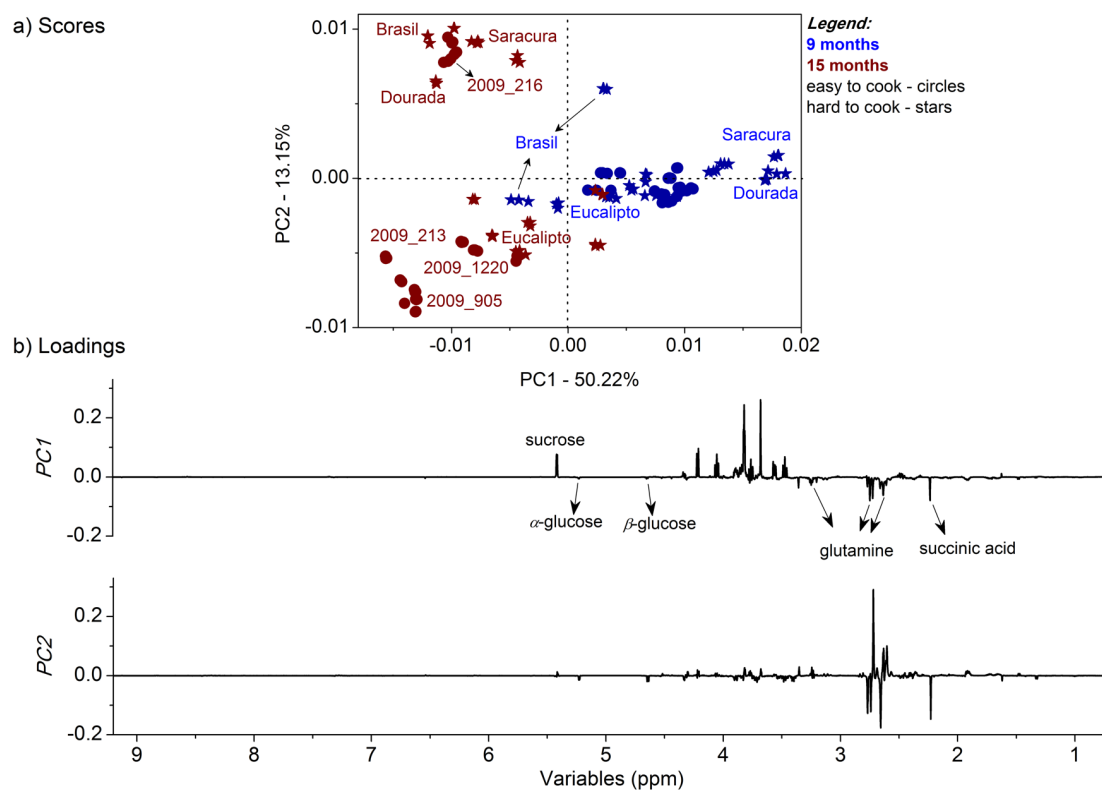 a) Scores
Legend:
9 months
15 months
easy to cook - circles
hard to cook - stars
0.01
0.00
-0.01
PC2 - 13.15%
Brasil
Saracura
2009_216
Dourada
Brasil
Saracura
Dourada
Eucalipto
2009_213
Eucalipto
2009_1220
2009_905
-0.01
0.00
0.01
0.02
PC1 - 50.22%
b) Loadings
PC1
0.2
0.0
-0.2
sucrose
α-glucose
β-glucose
glutamine
succinic acid
PC2
0.2
0.0
-0.2
9
8
7
6
5
4
3
2
1
Variables (ppm)